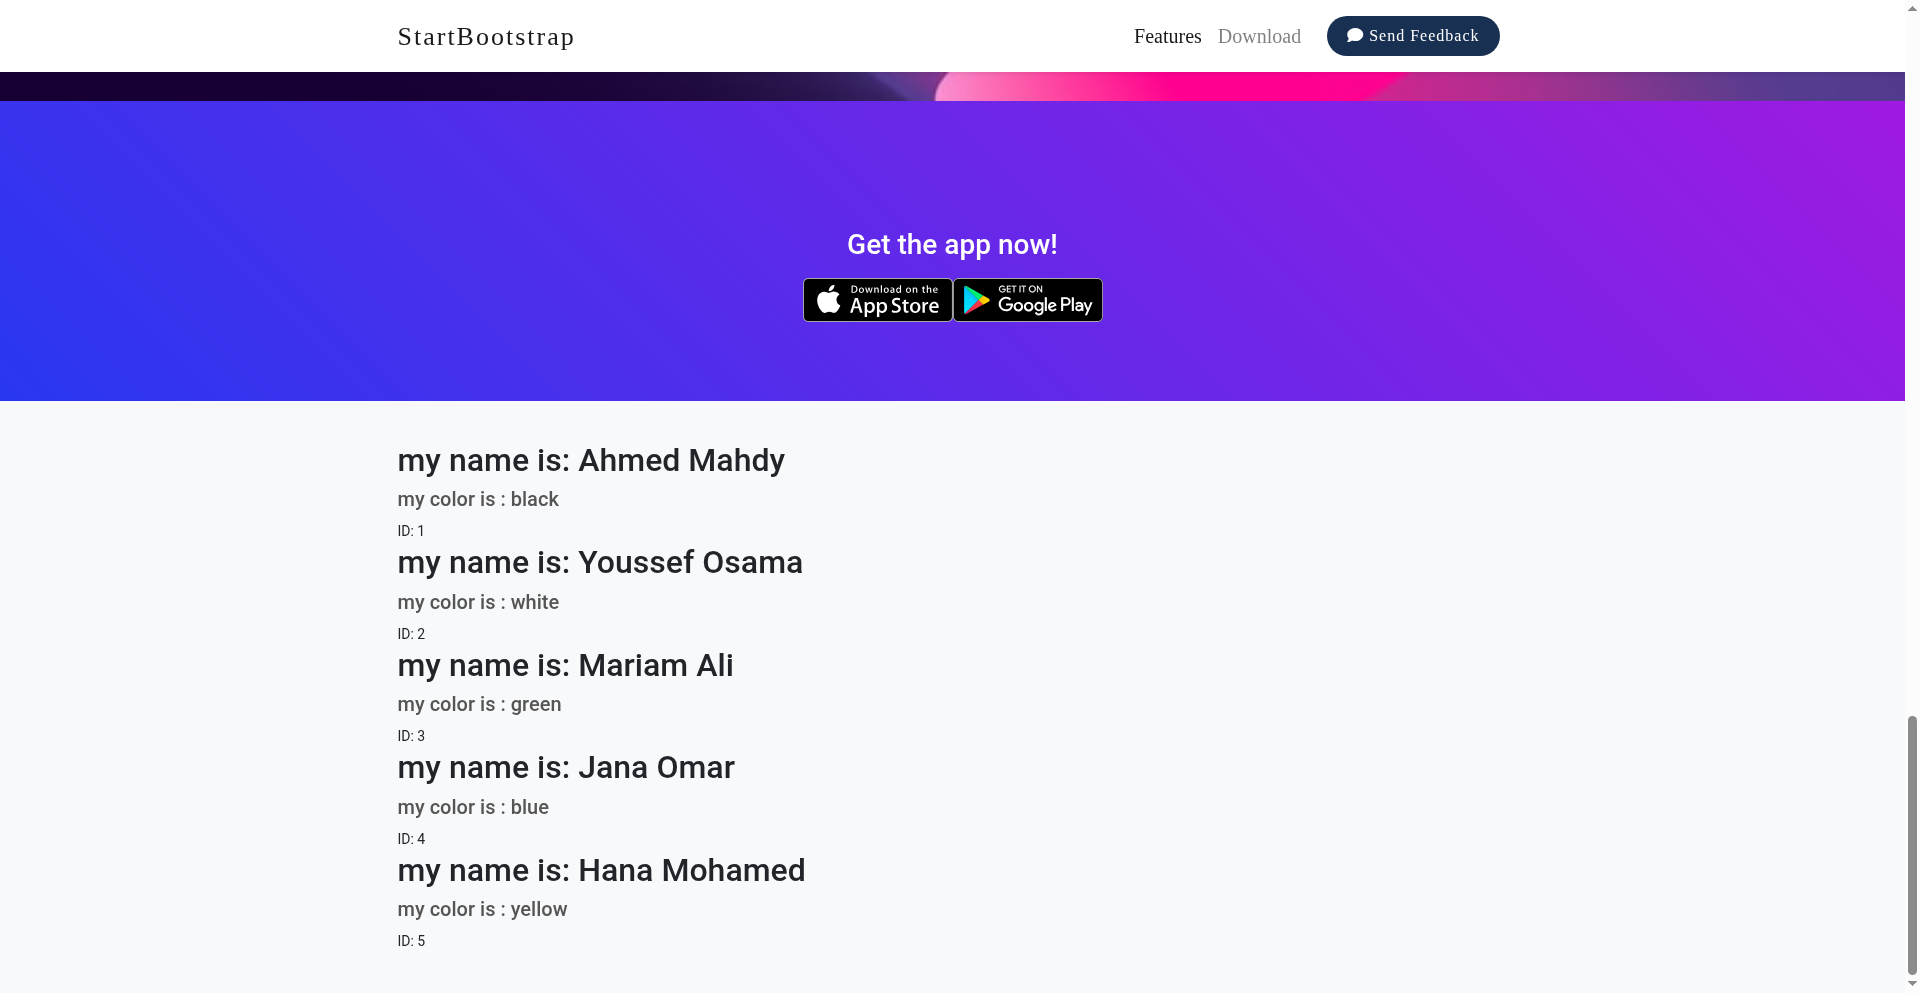 StartBootstrap
Features Download Send Feedback
Get the app now!
Download on the
App Store
GET IT ON
Google Play
my name is: Ahmed Mahdy
my color is : black
ID: 1
my name is: Youssef Osama
my color is : white
ID: 2
my name is: Mariam Ali
my color is : green
ID: 3
my name is: Jana Omar
my color is : blue
ID: 4
my name is: Hana Mohamed
my color is : yellow
ID: 5